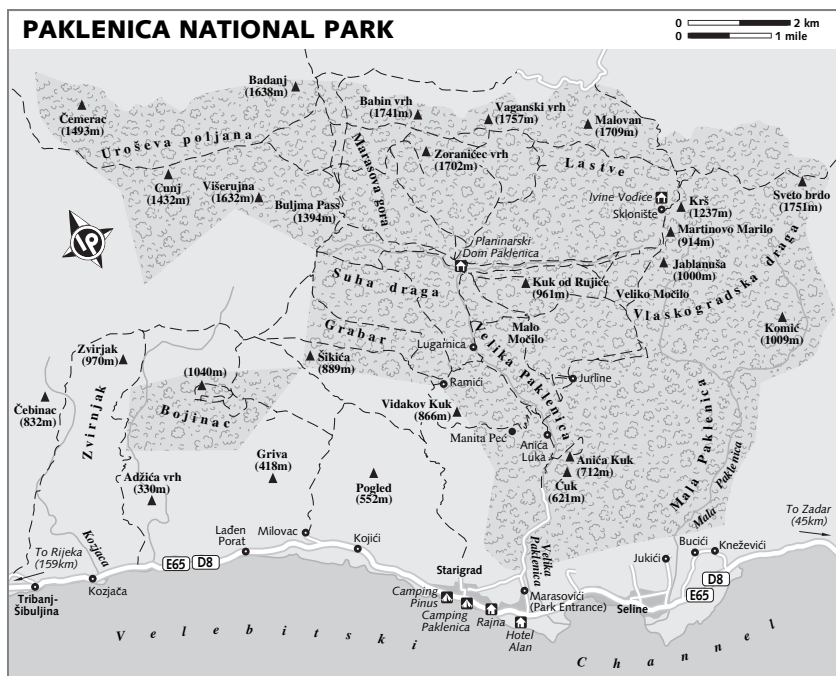 PAKLENICA NATIONAL PARK
0 2 km
0 1 mile
Badanj
(1638m)
Čemerac
(1493m)
Babin vrh
(1741m)
Vaganski vrh
(1757m)
Malovan
(1709m)
Uroševa poljana
Marasova gora
Zoraničec vrh
(1702m)
Lastve
Cunj
(1432m)
Višerujna
(1632m)
Buljma Pass
(1394m)
Ivine Vodice
Sklonište
Krš
(1237m)
Sveto brdo
(1751m)
Martinovo Marilo
(914m)
Planinarski
Dom Paklenica
Jablanuša
(1000m)
Suha draga
Kuk od Rujiće
(961m)
Veliko Močilo
Vlaskogradska draga
Komić
(1009m)
Grabar
Malo
Močilo
Velika Paklenica
Lugarnica
Zvirjak
(970m)
Šikića
(889m)
(1040m)
Ramići
Jurline
Čebinac
(832m)
Zvirnjak
Bojinac
Vidakov Kuk
(866m)
Manita Peć
Anića
Luka
Mala Paklenica
Mala Paklenica
Griva
(418m)
Anića Kuk
(712m)
Adžića vrh
(330m)
Pogled
(552m)
Ćuk
(621m)
To Zadar
(45km)
Kozjaca
Lađen
Porat
Milovac
Kojići
Velika
Paklenica
Bucići
Kneževići
Jukići
To Rijeka
(159km)
E65
D8
Starigrad
D8
E65
Tribanj-
Šibuljina
Kozjača
Camping
Pinus
Camping
Paklenica
Rajna
Hotel
Alan
Marasovići
(Park Entrance)
Seline
Velebitski Channel